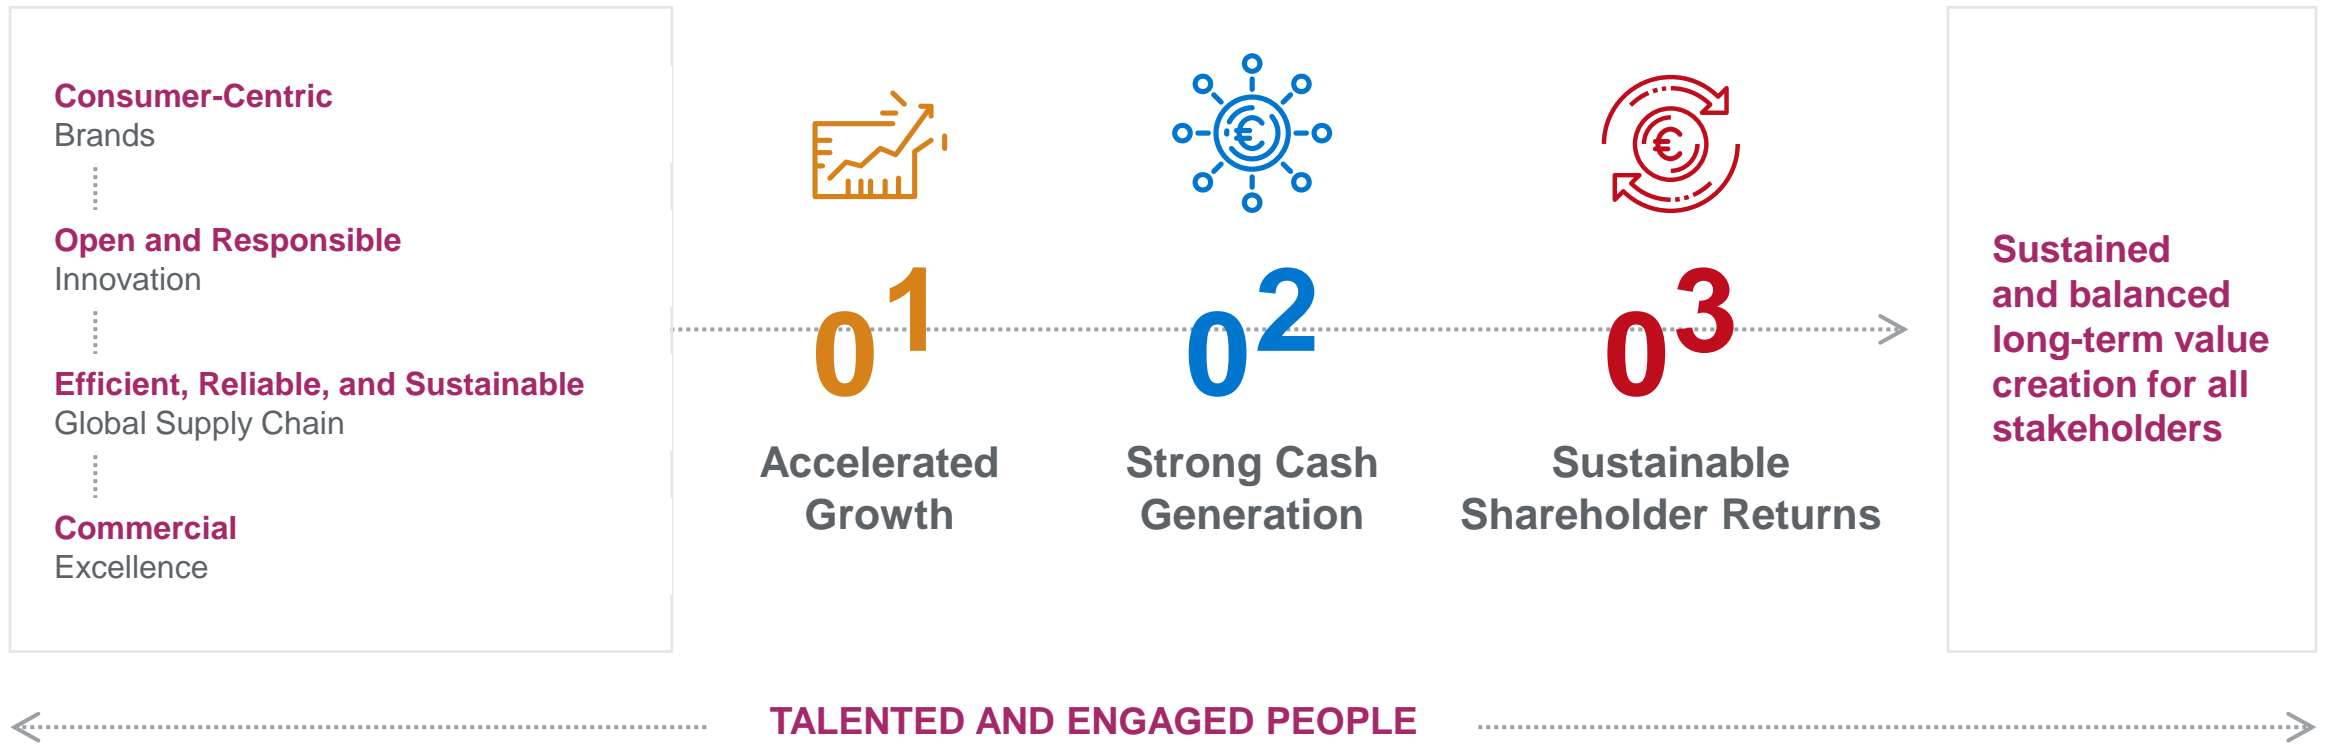 Consumer-Centric
Brands
Open and Responsible
Innovation
Efficient, Reliable, and Sustainable
Global Supply Chain
Commercial
Excellence
€
01
Accelerated
Growth
€
02
Strong Cash
Generation
03
Sustainable
Shareholder Returns
Sustained
and balanced
long-term value
creation for all
stakeholders
TALENTED AND ENGAGED PEOPLE